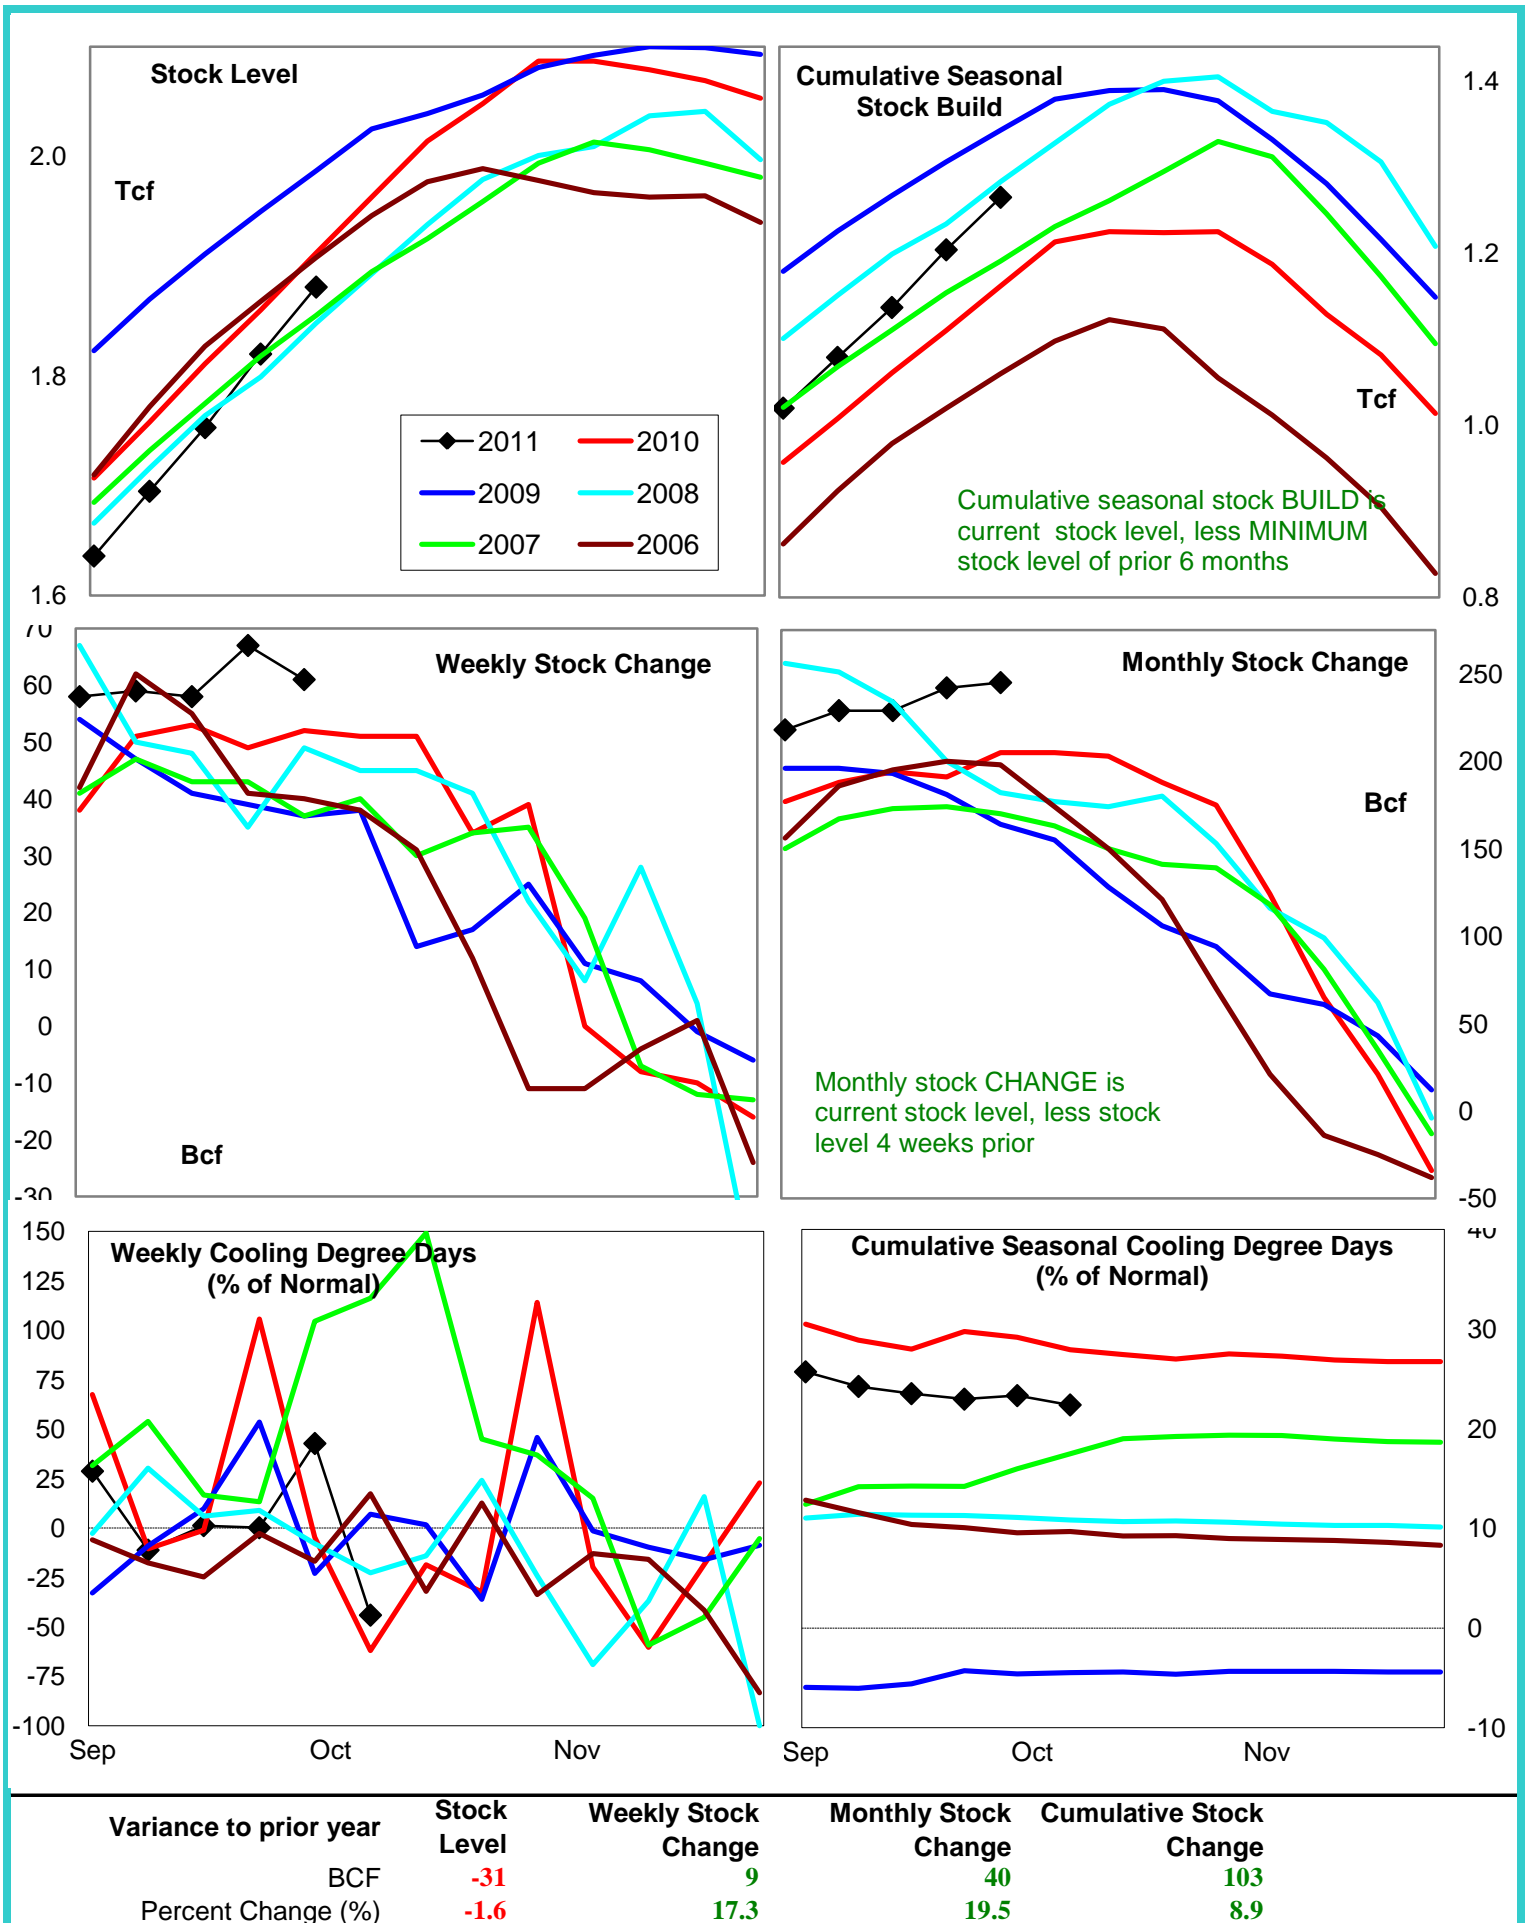 Stock Level
Tcf
2.0
1.8
1.6
2011
2010
2009
2008
2007
2006
Cumulative Seasonal
Stock Build
1.4
1.2
1.0
0.8
Tcf
Cumulative seasonal stock BUILD is
current stock level, less MINIMUM
stock level of prior 6 months
Weekly Stock Change
70
60
50
40
30
20
10
0
-10
-20
-30
Bcf
Monthly Stock Change
250
200
150
100
50
0
-50
Bcf
Monthly stock CHANGE is
current stock level, less stock
level 4 weeks prior
Weekly Cooling Degree Days
(% of Normal)
150
125
100
75
50
25
0
-25
-50
-75
-100
Sep Oct Nov
Cumulative Seasonal Cooling Degree Days
(% of Normal)
40
30
20
10
0
-10
Sep Oct Nov
Variance to prior year
Stock
Level
Weekly Stock
Change
Monthly Stock
Change
Cumulative Stock
Change
BCF -31 9 40 103
Percent Change (%) -1.6 17.3 19.5 8.9